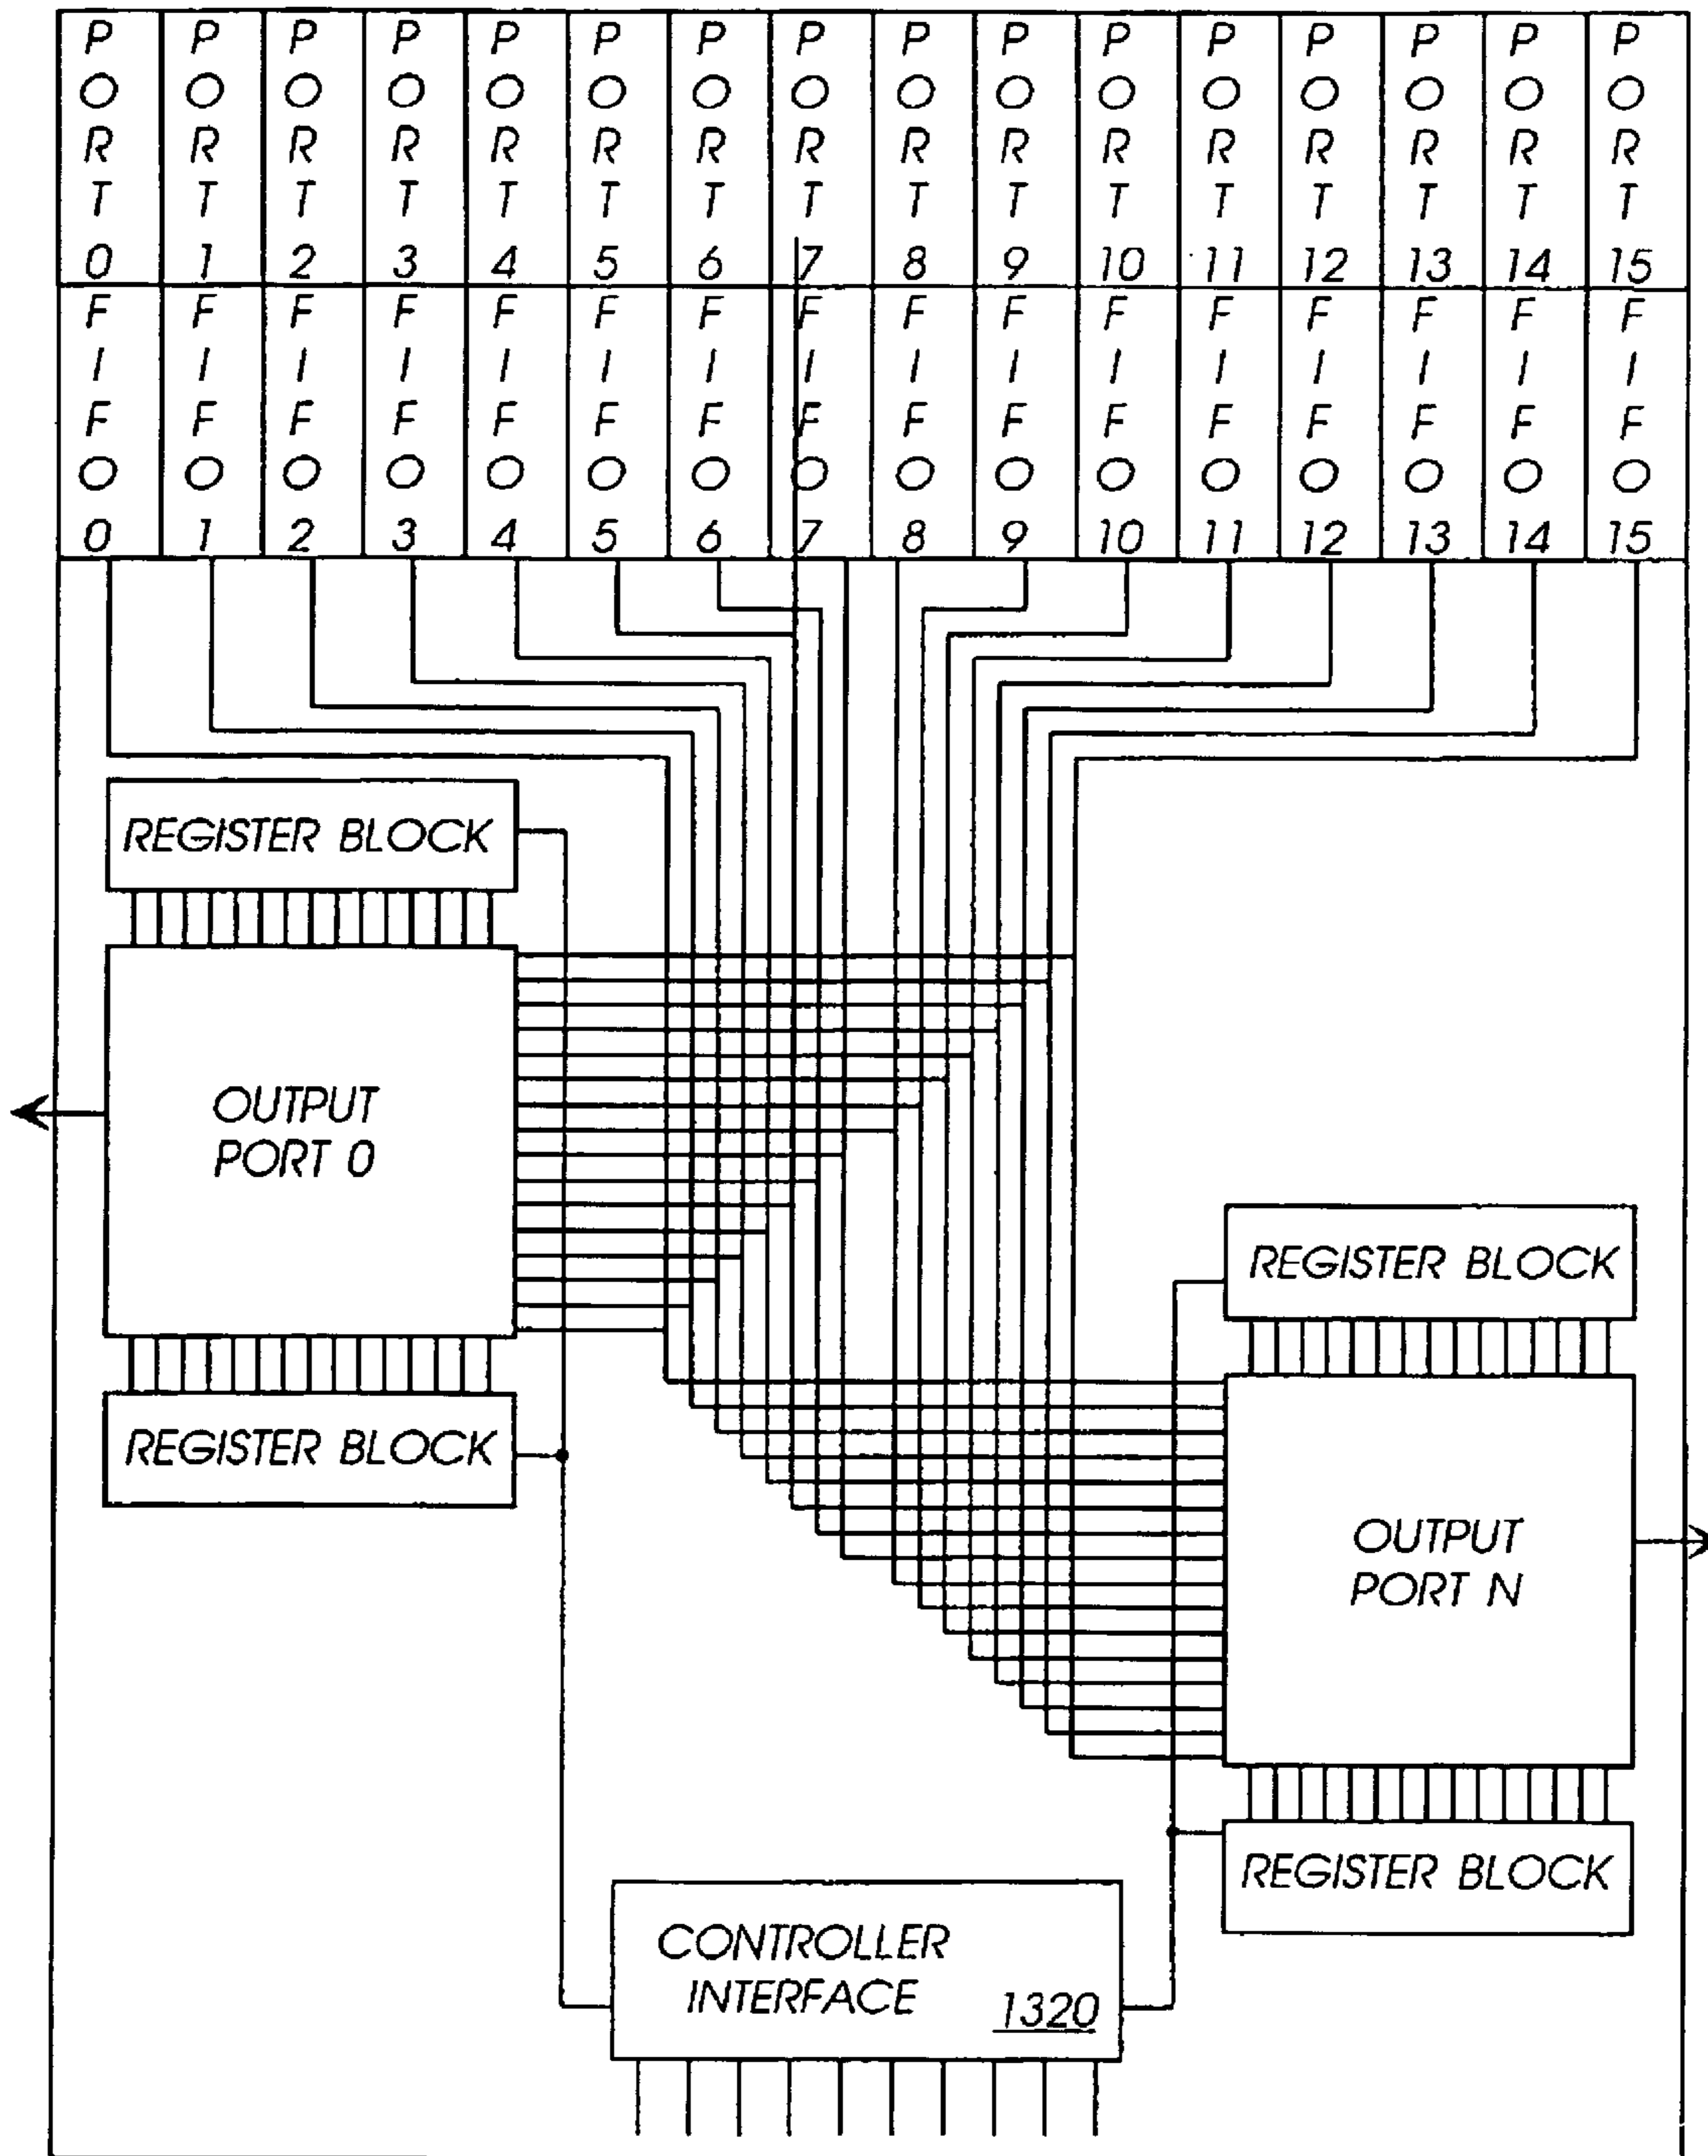 PORT 0 PORT 1 PORT 2 PORT 3 PORT 4 PORT 5 PORT 6 PORT 7 PORT 8 PORT 9 PORT 10 PORT 11 PORT 12 PORT 13 PORT 14 PORT 15
FIFO 0 FIFO 1 FIFO 2 FIFO 3 FIFO 4 FIFO 5 FIFO 6 FIFO 7 FIFO 8 FIFO 9 FIFO 10 FIFO 11 FIFO 12 FIFO 13 FIFO 14 FIFO 15
REGISTER BLOCK
OUTPUT
PORT 0
REGISTER BLOCK
REGISTER BLOCK
OUTPUT
PORT N
REGISTER BLOCK
CONTROLLER
INTERFACE 1320